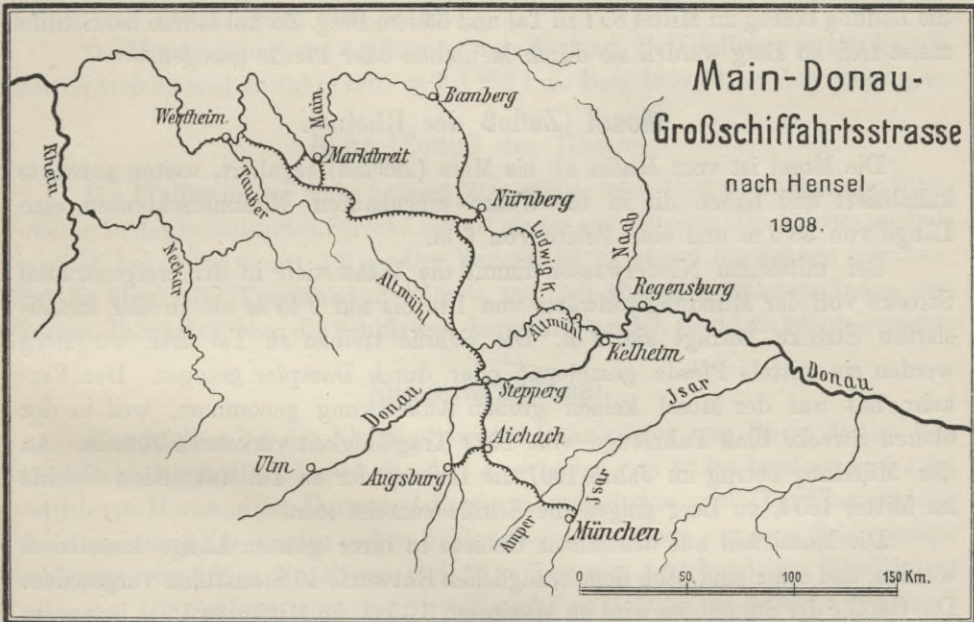 Main-Donau-
Großschiffahrtsstrasse
nach Hensel
1908.
Bamberg
Wertheim
Main
Marktbreit
Rhein
Tauber
Nürnberg
Ludwig K.
Naab
Neckar
Altmühl
Regensburg
Altmühl
Kelheim
Donau
Stepperg
Donau
Isar
Aichach
Ulm
Augsburg
Isar
Amper
München
0 50 100 150 Km.